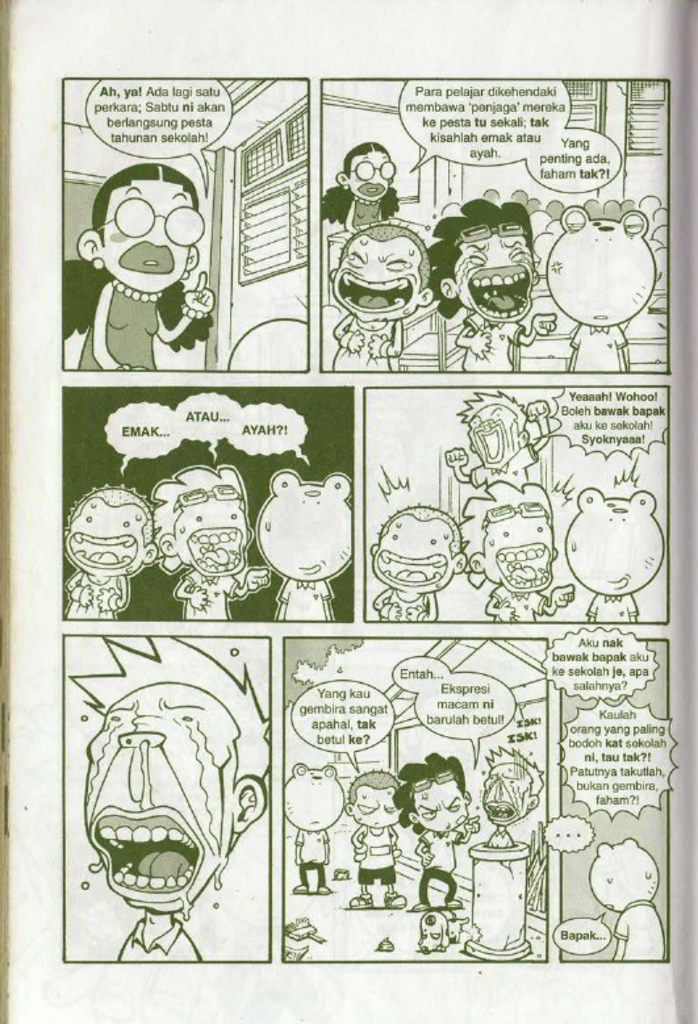 Ah, ya! Ada lagi satu
perkara; Sabtu ni akan
berlangsung pesta
tahunan sekolah!
Para pelajar dikehendaki
membawa 'penjaga' mereka
ke pesta tu sekali; tak
kisahlah emak atau
ayah.
Yang
penting ada,
faham tak?!
EMAK...
ATAU...
AYAH?!
Yeaaah! Wohoo!
Boleh bawak bapak
aku ke sekolah!
Syoknyaaa!
Yang kau
gembira sangat
apahal, tak
betul ke?
Entah...
Ekspresi
macam ni
barulah betul!
ISK!
ISK!
Aku nak
bawak bapak aku
ke sekolah je, apa
salahnya?
Kaulah
orang yang paling
bodoh kat sekolah
ni, tau tak?!
Patutnya takutlah,
bukan gembira,
faham?!
...
Bapak...